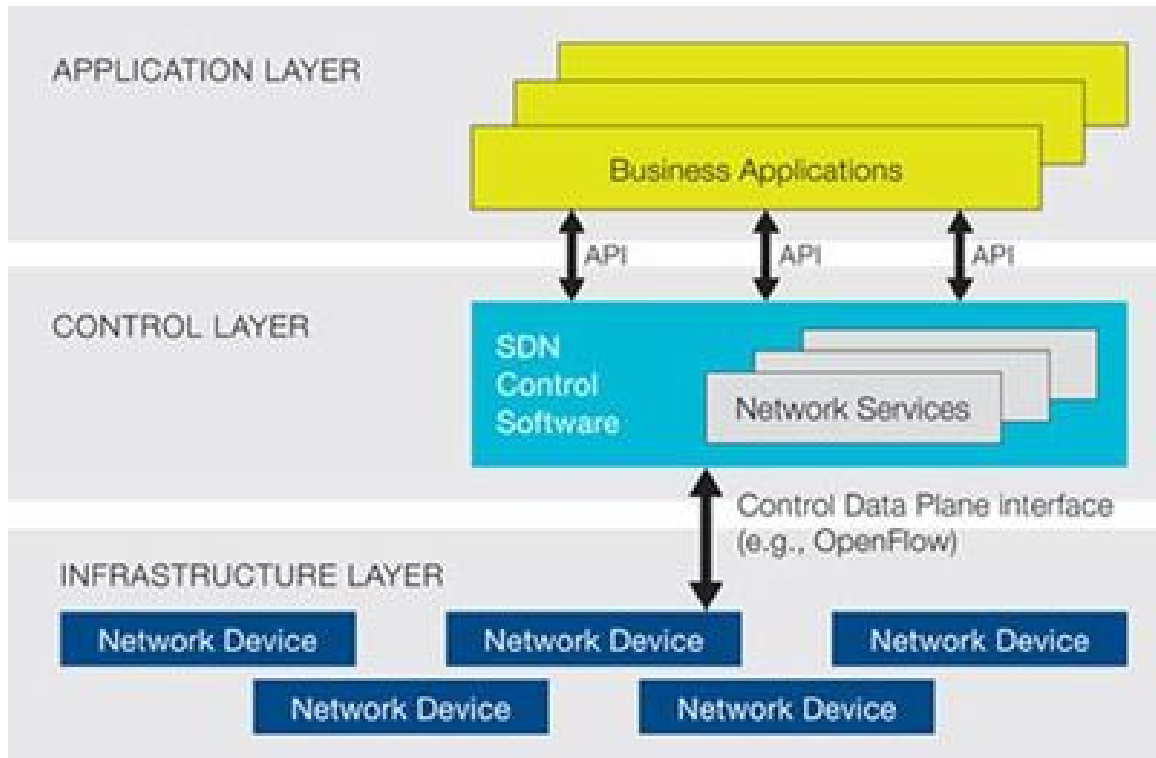 APPLICATION LAYER
Business Applications
API API API
CONTROL LAYER
SDN
Control
Software
Network Services
Control Data Plane interface
(e.g., OpenFlow)
INFRASTRUCTURE LAYER
Network Device Network Device Network Device
Network Device Network Device